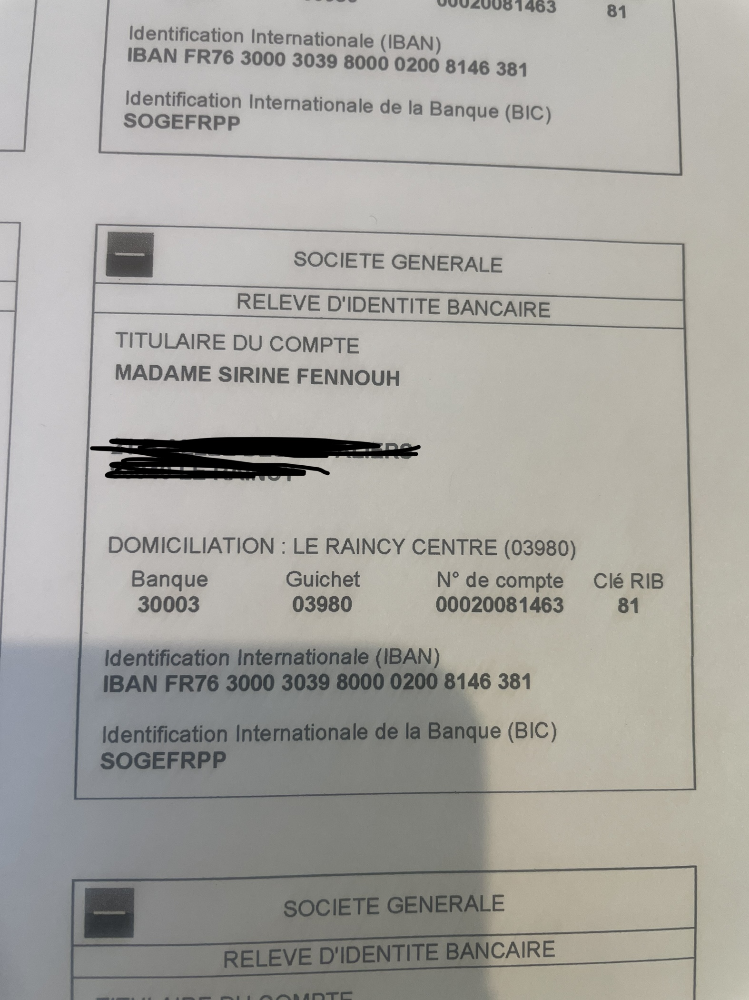 00020081463 81
Identification Internationale (IBAN)
IBAN FR76 3000 3039 8000 0200 8146 381
Identification Internationale de la Banque (BIC)
SOGEFRPP
SOCIETE GENERALE
RELEVE D'IDENTITE BANCAIRE
TITULAIRE DU COMPTE
MADAME SIRINE FENNOUH
DOMICILIATION : LE RAINCY CENTRE (03980)
Banque Guichet N° de compte Clé RIB
30003 03980 00020081463 81
Identification Internationale (IBAN)
IBAN FR76 3000 3039 8000 0200 8146 381
Identification Internationale de la Banque (BIC)
SOGEFRPP
SOCIETE GENERALE
RELEVE D'IDENTITE BANCAIRE
TITULAIRE DU COMPTE